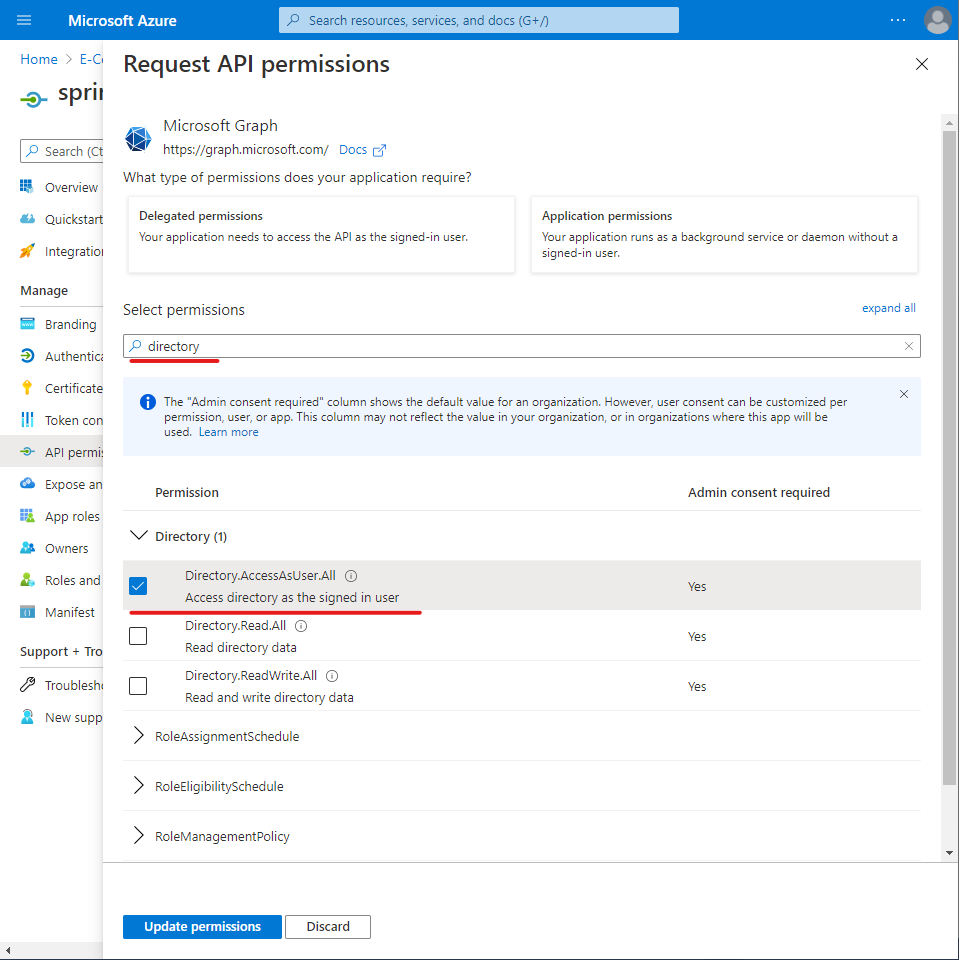 Microsoft Azure
Search resources, services, and docs (G+/)
Home > E-Co
sprin
Search (Ct
Overview
Quickstart
Integration
Manage
Branding
Authentica
Certificate
Token con
API permis
Expose an
App roles
Owners
Roles and
Manifest
Support + Tro
Troublesho
New supp
Request API permissions
Microsoft Graph
https://graph.microsoft.com/ Docs
What type of permissions does your application require?
Delegated permissions
Your application needs to access the API as the signed-in user.
Application permissions
Your application runs as a background service or daemon without a
signed-in user.
Select permissions
expand all
directory
The "Admin consent required" column shows the default value for an organization. However, user consent can be customized per
permission, user, or app. This column may not reflect the value in your organization, or in organizations where this app will be
used. Learn more
Permission
Admin consent required
Directory (1)
Directory.AccessAsUser.All
Access directory as the signed in user
Yes
Directory.Read.All
Read directory data
Yes
Directory.ReadWrite.All
Read and write directory data
Yes
RoleAssignmentSchedule
RoleEligibilitySchedule
RoleManagementPolicy
Update permissions
Discard